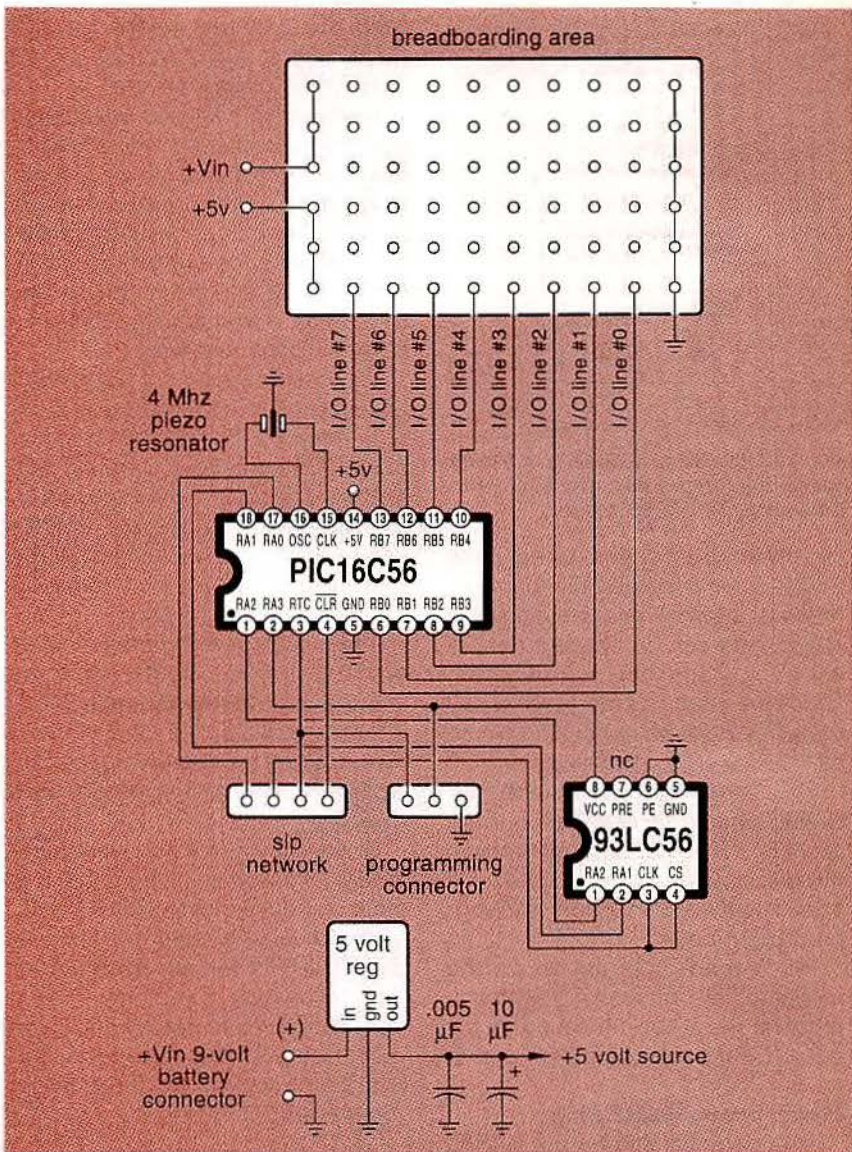 breadboarding area
+Vin
+5v
I/O line #7
I/O line #6
I/O line #5
I/O line #4
I/O line #3
I/O line #2
I/O line #1
I/O line #0
4 Mhz
piezo
resonator
+5v
18 17 16 15 14 13 12 11 10
RA1 RA0 OSC CLK +5V RB7 RB6 RB5 RB4
PIC16C56
RA2 RA3 RTC CLR GND RB0 RB1 RB2 RB3
1 2 3 4 5 6 7 8 9
nc
8 7 6 5
VCC PRE PE GND
93LC56
RA2 RA1 CLK CS
1 2 3 4
sip
network
programming
connector
5 volt
reg
in
gnd
out
(+)
+Vin 9-volt
battery
connector
.005
µF
10
µF
+
+5 volt source